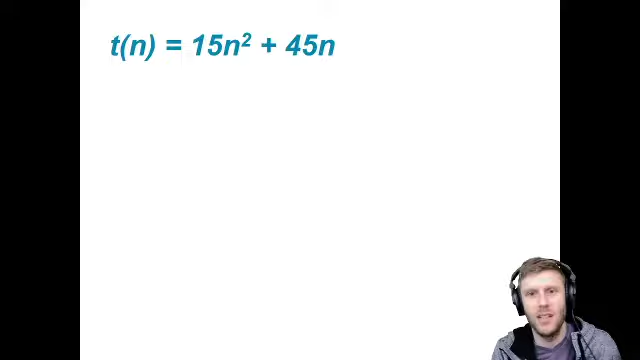 t(n) = 15n² + 45n